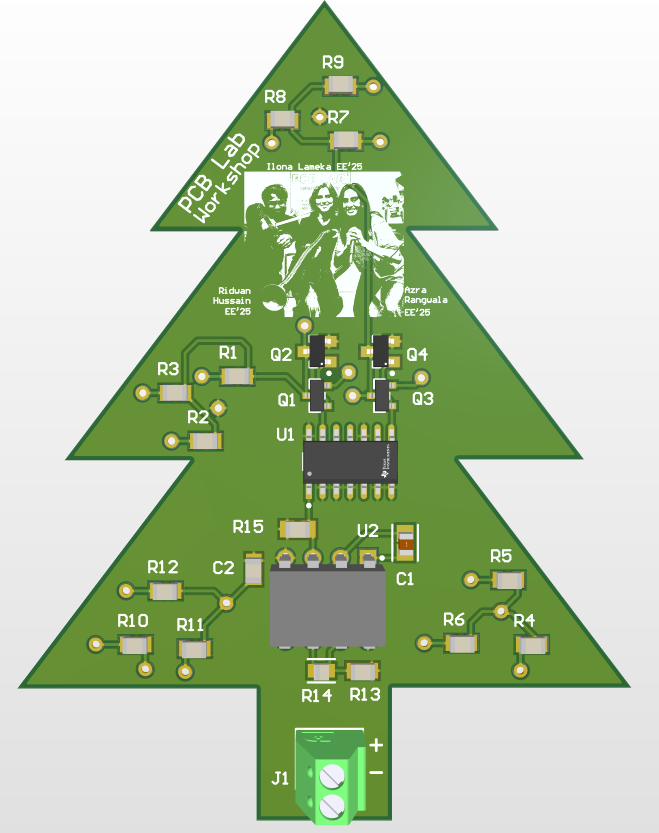 R9
R8
R7
PCB Lab
Workshop
Ilona Lameka EE'25
Ridwan
Hussain
EE'25
Azra
Rangwala
EE'25
Q2
Q4
R1
R3
Q1
Q3
R2
U1
R15
U2
C2
C1
R12
R5
R10
R11
R6
R4
R14
R13
+
J1
-